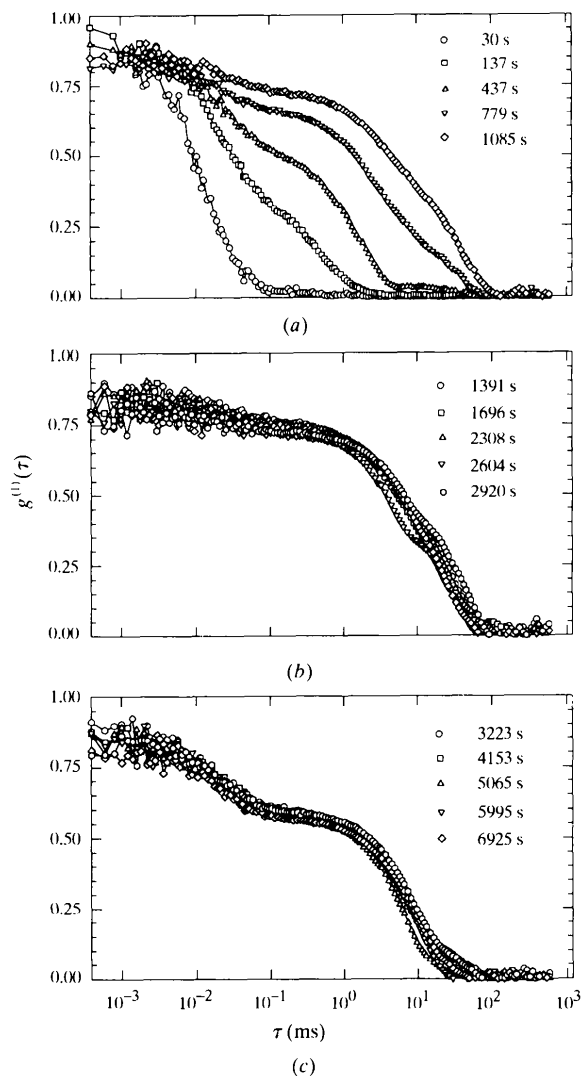 1.00
0.75
0.50
0.25
0.00
30 s
137 s
437 s
779 s
1085 s
(a)
g(1)(τ)
1.00
0.75
0.50
0.25
0.00
1391 s
1696 s
2308 s
2604 s
2920 s
(b)
1.00
0.75
0.50
0.25
0.00
3223 s
4153 s
5065 s
5995 s
6925 s
10⁻³ 10⁻² 10⁻¹ 10⁰ 10¹ 10² 10³
τ (ms)
(c)